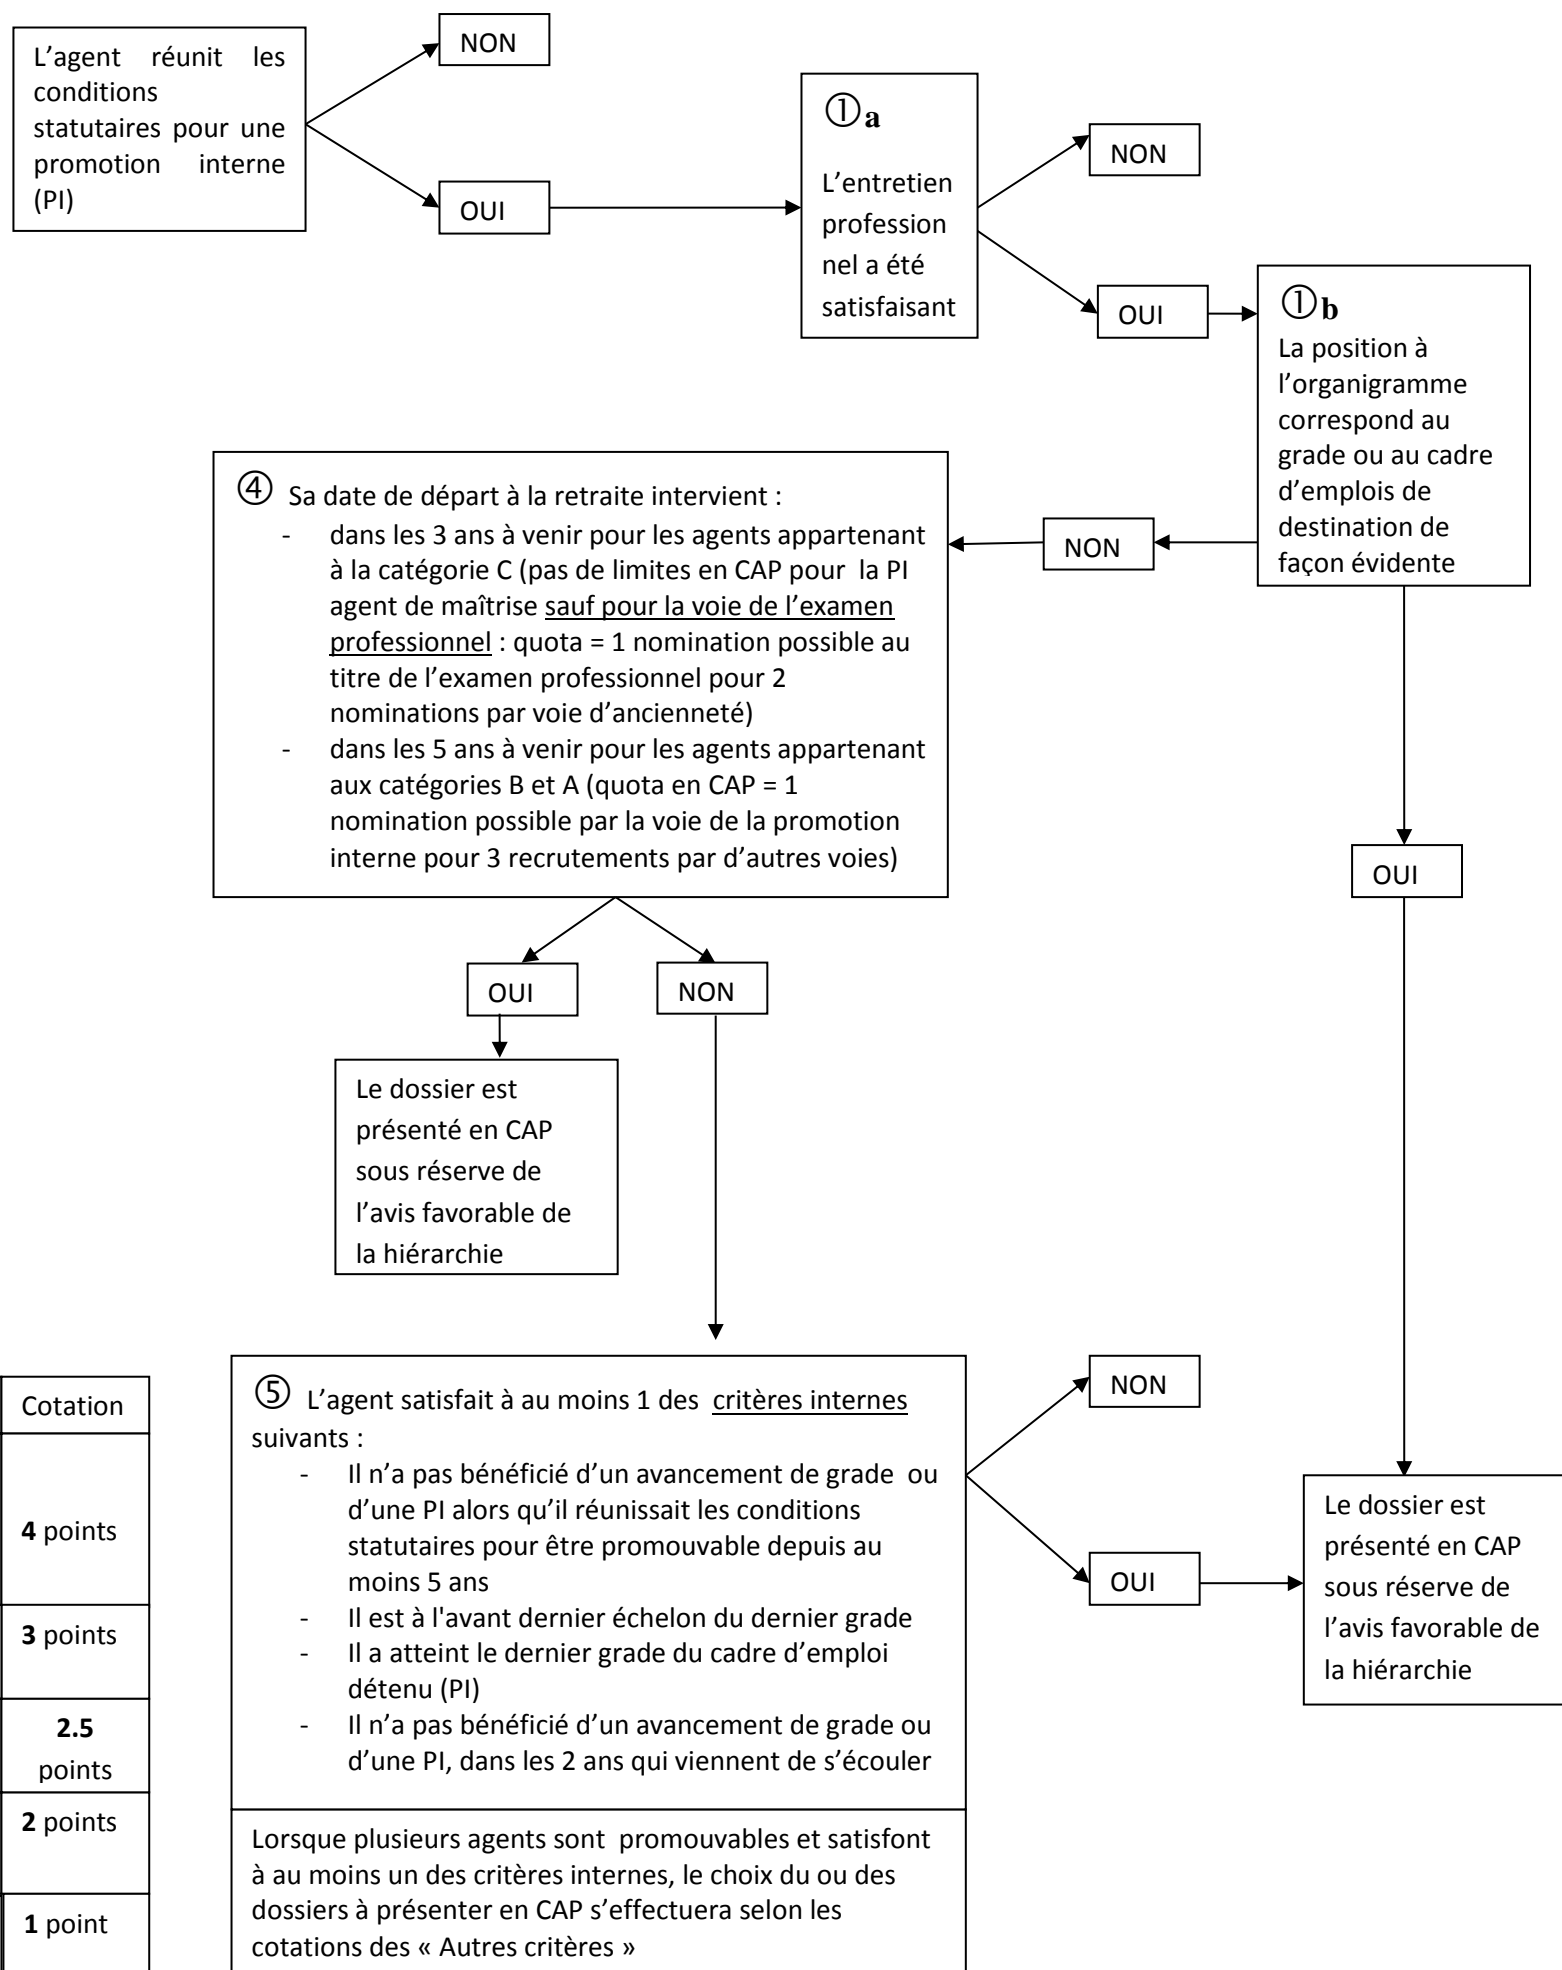 L’agent réunit les
conditions
statutaires pour une
promotion interne
(PI)
NON
OUI
①a
L’entretien
profession
nel a été
satisfaisant
NON
OUI
①b
La position à
l’organigramme
correspond au
grade ou au cadre
d’emplois de
destination de
façon évidente
NON
OUI
④ Sa date de départ à la retraite intervient :
- dans les 3 ans à venir pour les agents appartenant
à la catégorie C (pas de limites en CAP pour la PI
agent de maîtrise sauf pour la voie de l’examen
professionnel : quota = 1 nomination possible au
titre de l’examen professionnel pour 2
nominations par voie d’ancienneté)
- dans les 5 ans à venir pour les agents appartenant
aux catégories B et A (quota en CAP = 1
nomination possible par la voie de la promotion
interne pour 3 recrutements par d’autres voies)
OUI
NON
Le dossier est
présenté en CAP
sous réserve de
l’avis favorable de
la hiérarchie
Cotation
4 points
3 points
2.5
points
2 points
1 point
⑤ L’agent satisfait à au moins 1 des critères internes
suivants :
- Il n’a pas bénéficié d’un avancement de grade ou
d’une PI alors qu’il réunissait les conditions
statutaires pour être promouvable depuis au
moins 5 ans
- Il est à l'avant dernier échelon du dernier grade
- Il a atteint le dernier grade du cadre d’emploi
détenu (PI)
- Il n’a pas bénéficié d’un avancement de grade ou
d’une PI, dans les 2 ans qui viennent de s’écouler
Lorsque plusieurs agents sont promouvables et satisfont
à au moins un des critères internes, le choix du ou des
dossiers à présenter en CAP s’effectuera selon les
cotations des « Autres critères »
NON
OUI
Le dossier est
présenté en CAP
sous réserve de
l’avis favorable de
la hiérarchie